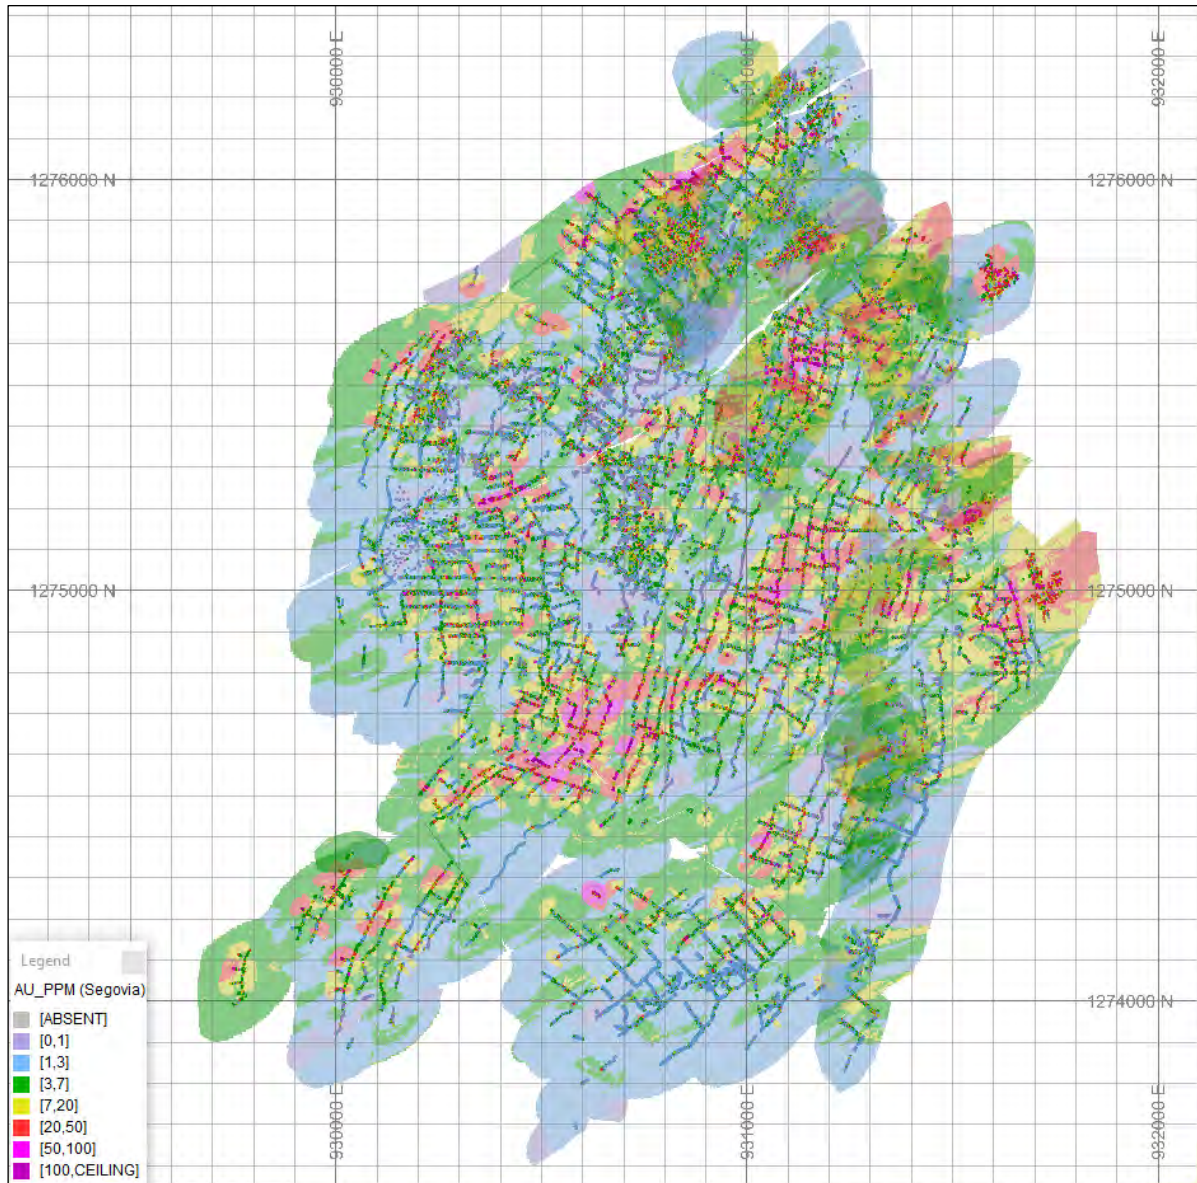 930000 E
931000 E
932000 E
1276000 N
1276000 N
1275000 N
1275000 N
1274000 N
930000 E
931000 E
932000 E
Legend
AU_PPM (Segovia)
[ABSENT]
[0,1]
[1,3]
[3,7]
[7,20]
[20,50]
[50,100]
[100,CEILING]